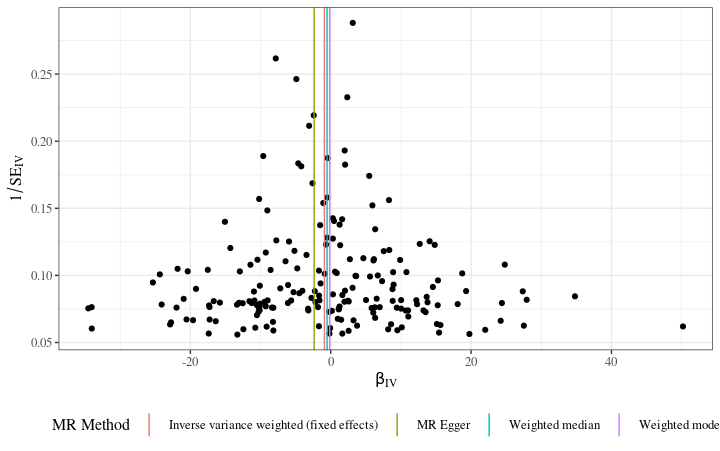 0.25
0.20
0.15
0.10
0.05
1/SE_IV
-20
0
20
40
β_IV
MR Method
Inverse variance weighted (fixed effects)
MR Egger
Weighted median
Weighted mode